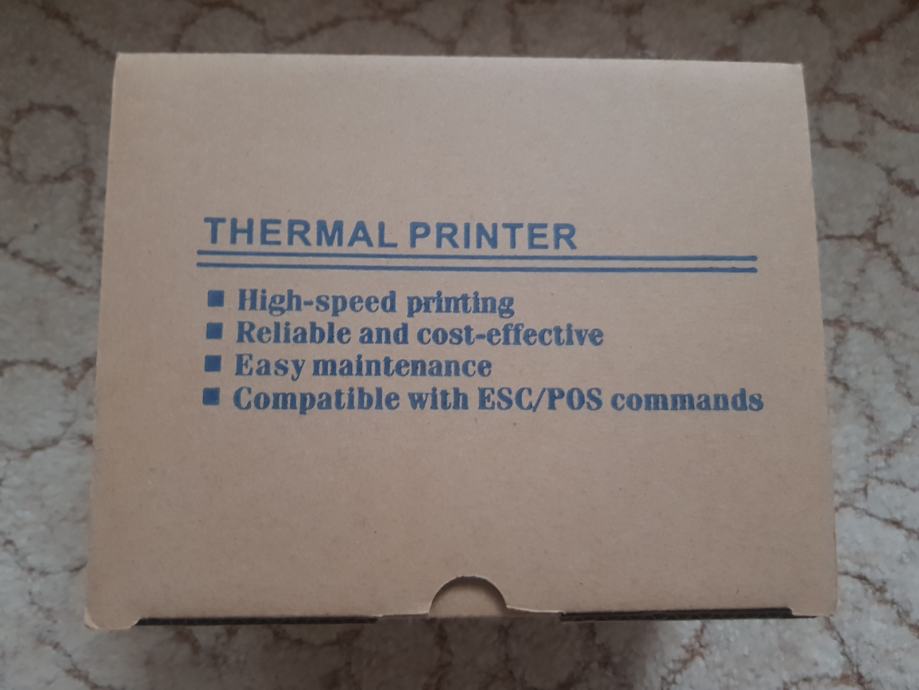 THERMAL PRINTER
■ High-speed printing
■ Reliable and cost-effective
■ Easy maintenance
■ Compatible with ESC/POS commands